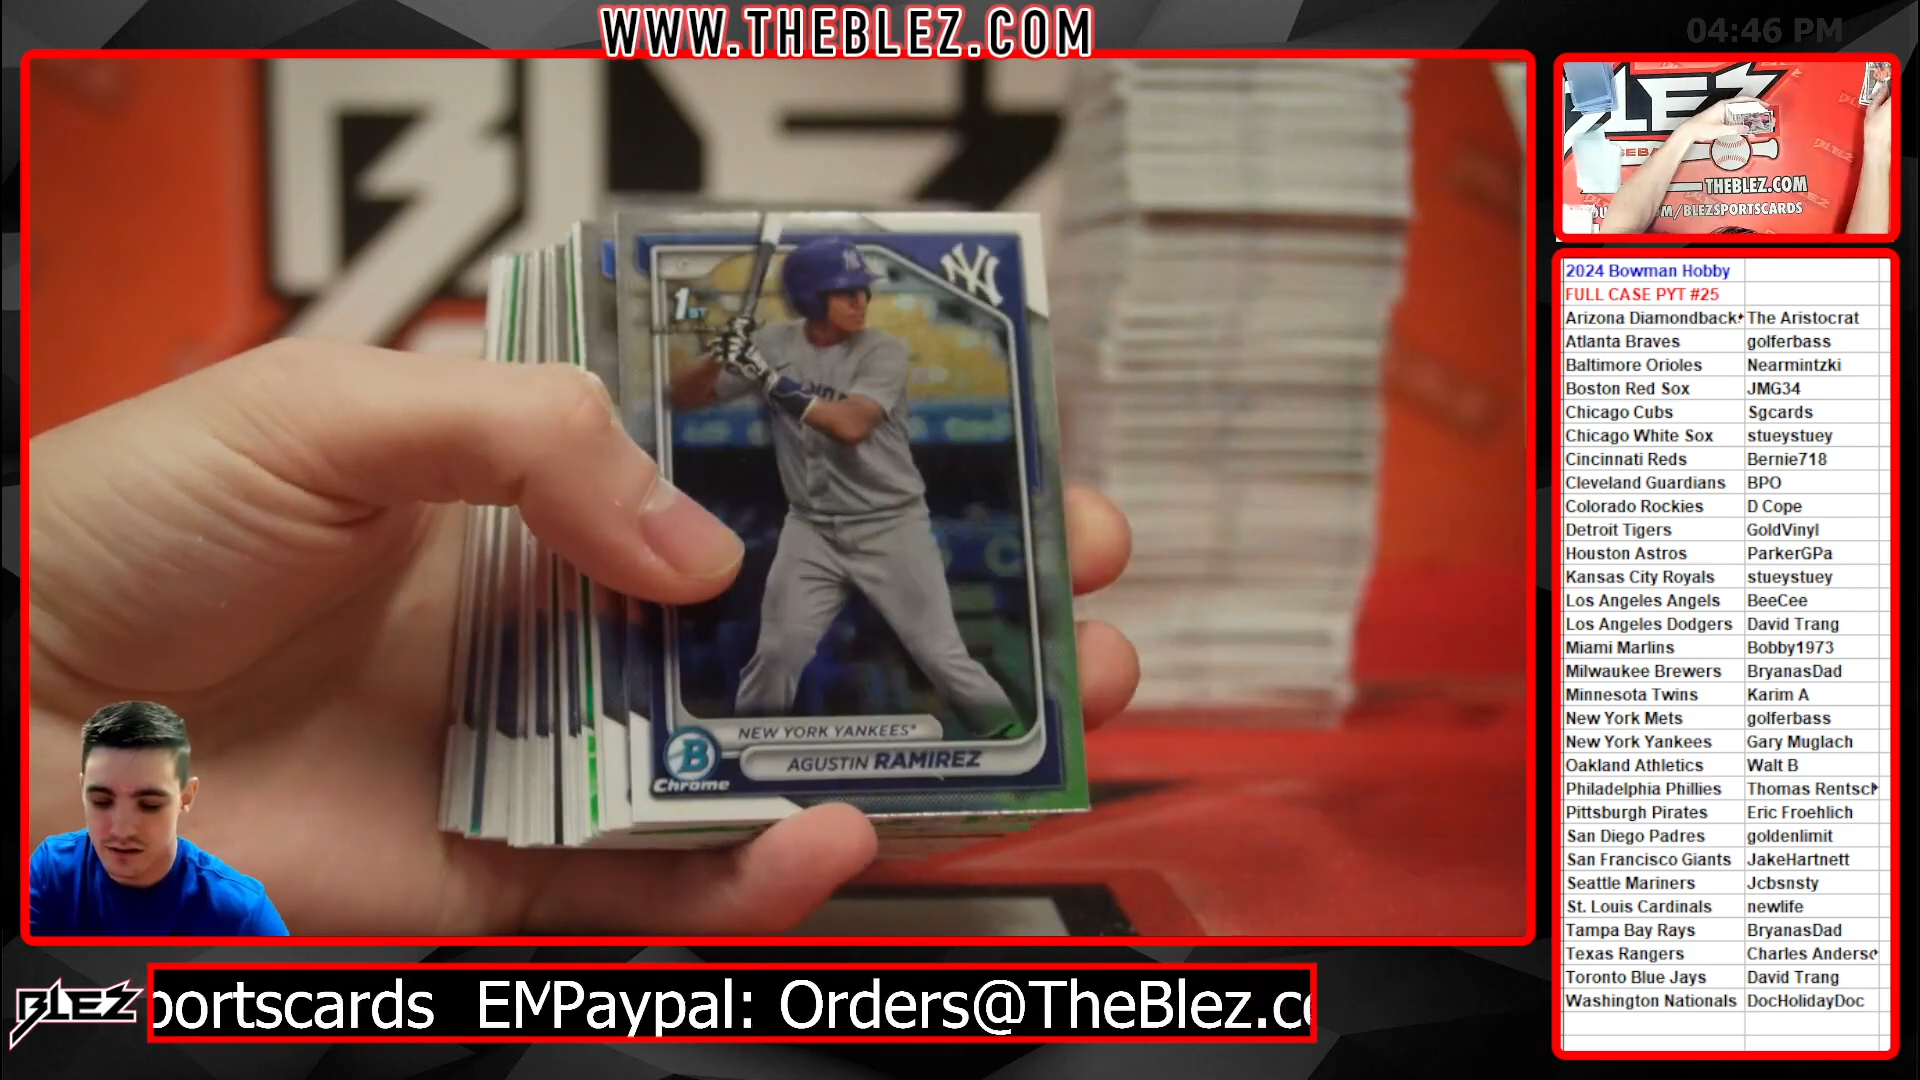 WWW.THEBLEZ.COM
04:46 PM
BLEZ
NY
1ST
NEW YORK YANKEES
AGUSTIN RAMIREZ
B
Chrome
BLEZ
THEBLEZ.COM
M/BLEZSPORTSCARDS
2024 Bowman Hobby
FULL CASE PYT #25
Arizona Diamondback The Aristocrat
Atlanta Braves golferbass
Baltimore Orioles Nearmintzki
Boston Red Sox JMG34
Chicago Cubs Sgcards
Chicago White Sox stueystuey
Cincinnati Reds Bernie718
Cleveland Guardians BPO
Colorado Rockies D Cope
Detroit Tigers GoldVinyl
Houston Astros ParkerGPa
Kansas City Royals stueystuey
Los Angeles Angels BeeCee
Los Angeles Dodgers David Trang
Miami Marlins Bobby1973
Milwaukee Brewers BryanasDad
Minnesota Twins Karim A
New York Mets golferbass
New York Yankees Gary Muglach
Oakland Athletics Walt B
Philadelphia Phillies Thomas Rentsch
Pittsburgh Pirates Eric Froehlich
San Diego Padres goldenlimit
San Francisco Giants JakeHartnett
Seattle Mariners Jcbsnsty
St. Louis Cardinals newlife
Tampa Bay Rays BryanasDad
Texas Rangers Charles Anderso
Toronto Blue Jays David Trang
Washington Nationals DocHolidayDoc
BLEZ
portscards EMPaypal: Orders@TheBlez.co